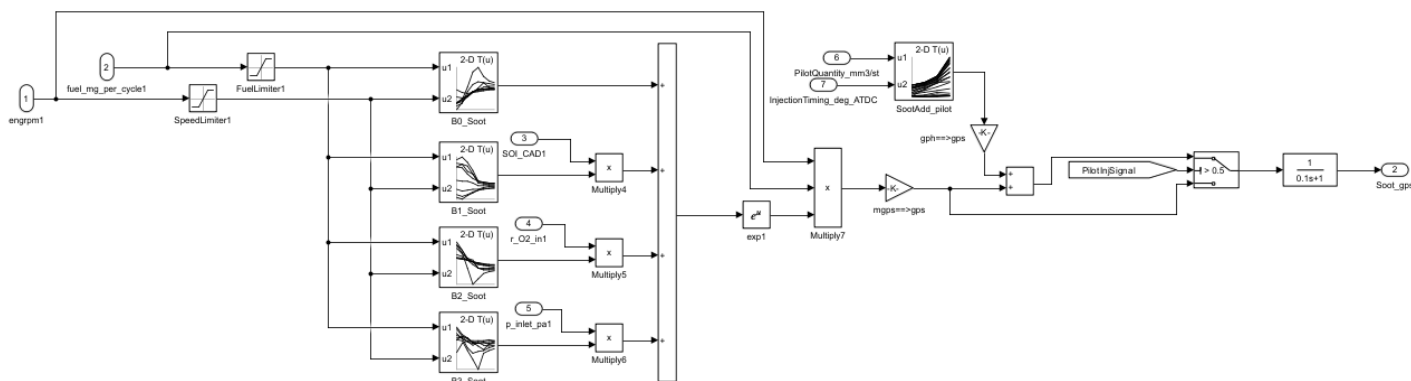 1
engrpm1
2
fuel_mg_per_cycle1
FuelLimiter1
SpeedLimiter1
2-D T(u)
u1
u2
B0_Soot
3
SOI_CAD1
2-D T(u)
u1
u2
B1_Soot
x
Multiply4
4
r_O2_in1
2-D T(u)
u1
u2
B2_Soot
x
Multiply5
5
p_inlet_pa1
2-D T(u)
u1
u2
x
Multiply6
+
+
+
+
e^u
exp1
x
Multiply7
-K-
mgps==>gps
6
PilotQuantity_mm3/st
7
InjectionTiming_deg_ATDC
2-D T(u)
u1
u2
SootAdd_pilot
gph==>gps
-K-
+
+
PilotInjSignal
> 0.5
1
0.1s+1
2
Soot_gps